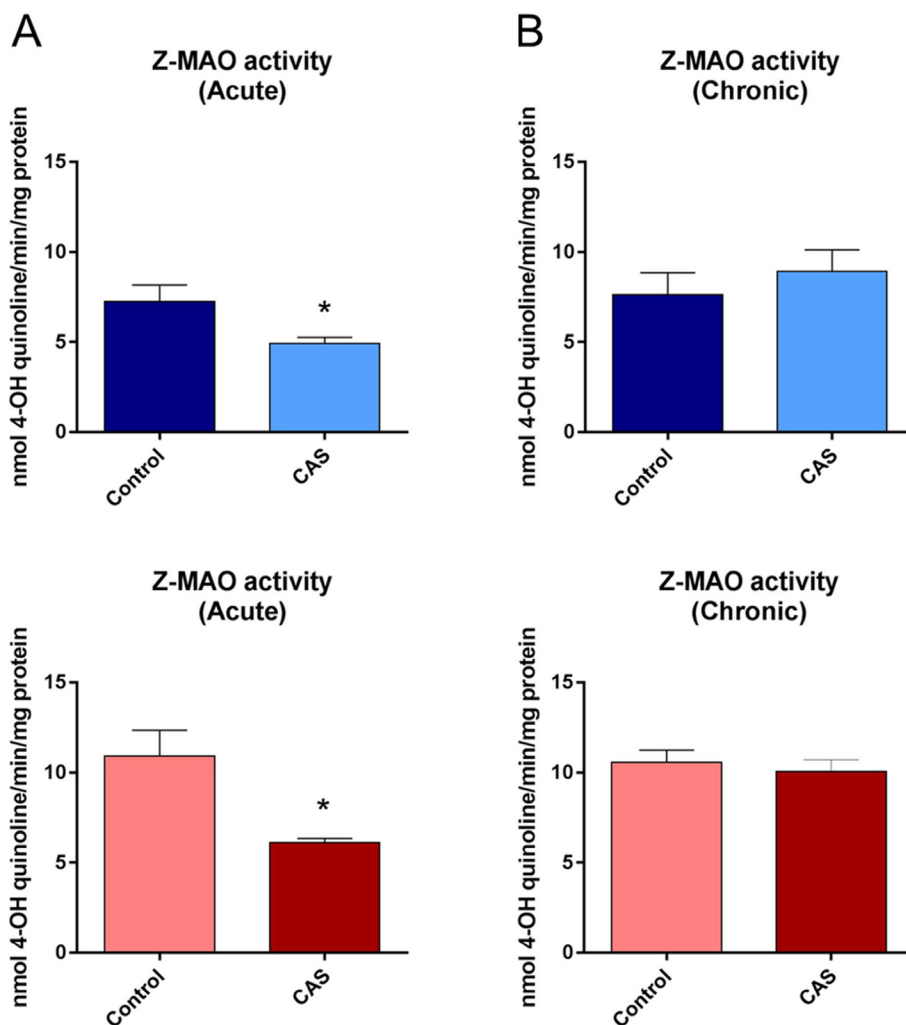 A
Z-MAO activity
(Acute)
nmol 4-OH quinoline/min/mg protein
15
10
5
0
*
Control
CAS
B
Z-MAO activity
(Chronic)
nmol 4-OH quinoline/min/mg protein
15
10
5
0
Control
CAS
Z-MAO activity
(Acute)
nmol 4-OH quinoline/min/mg protein
15
10
5
0
*
Control
CAS
Z-MAO activity
(Chronic)
nmol 4-OH quinoline/min/mg protein
15
10
5
0
Control
CAS